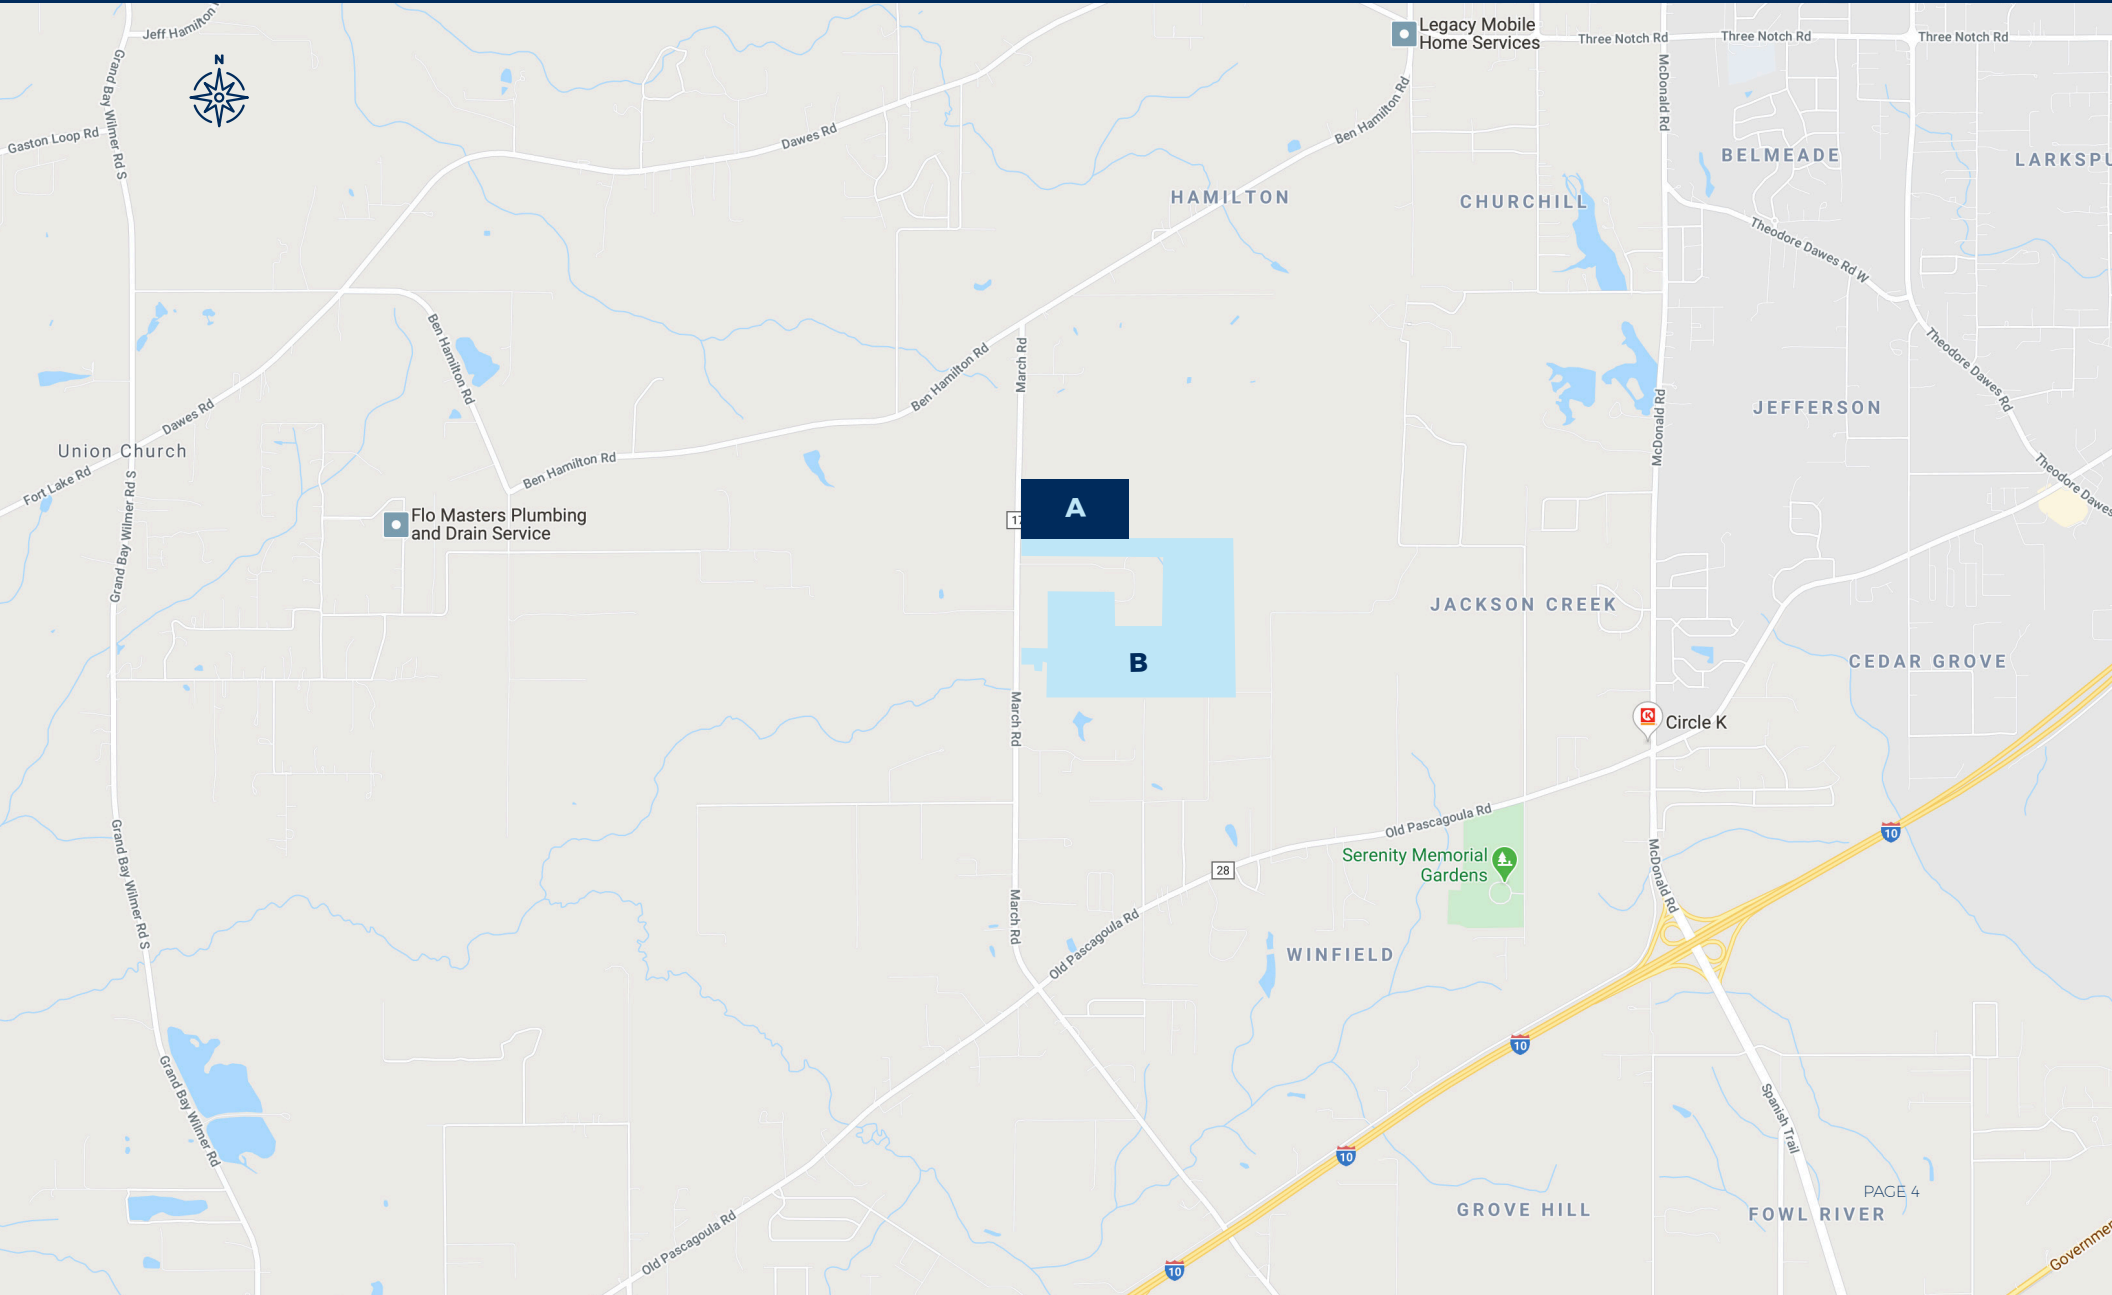 Jeff Hamilton
Legacy Mobile
Home Services
Three Notch Rd
Three Notch Rd
Three Notch Rd
N
Grand Bay Wilmer Rd S
Gaston Loop Rd
Dawes Rd
Ben Hamilton Rd
McDonald Rd
BELMEADE
LARKSPU
HAMILTON
CHURCHILL
Theodore Dawes Rd W
Ben Hamilton Rd
March Rd
Ben Hamilton Rd
Theodore Dawes Rd
Dawes Rd
McDonald Rd
JEFFERSON
Union Church
Fort Lake Rd
Ben Hamilton Rd
Theodore Dawes
Grand Bay Wilmer Rd S
Flo Masters Plumbing
and Drain Service
17
A
JACKSON CREEK
B
CEDAR GROVE
March Rd
K
Circle K
Old Pascagoula Rd
10
Grand Bay Wilmer Rd S
28
Serenity Memorial
Gardens
McDonald Rd
March Rd
Old Pascagoula Rd
WINFIELD
10
Grand Bay Wilmer Rd
Spanish Trail
10
PAGE 4
GROVE HILL
FOWL RIVER
Old Pascagoula Rd
10
Governmen